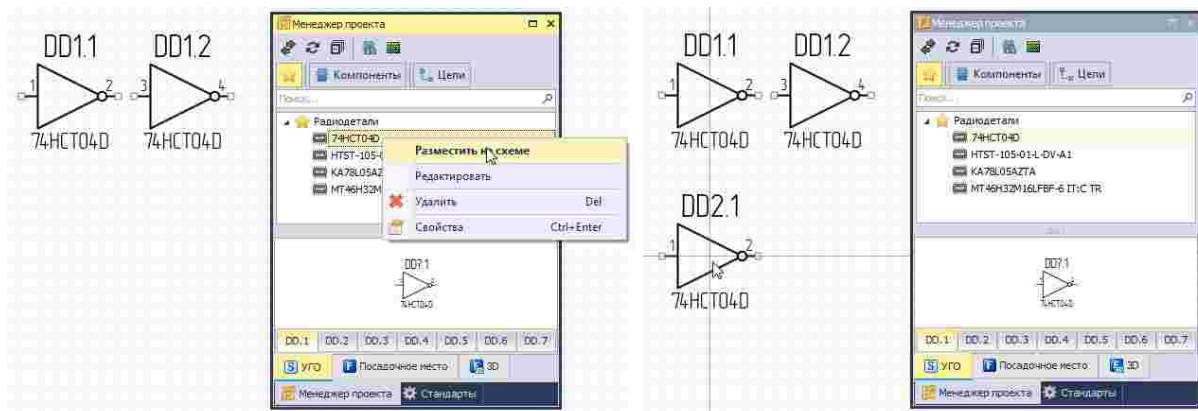 DD1.1 DD1.2
1 2 3 4
74HCT04D 74HCT04D
Менеджер проекта
Компоненты Цепи
Поиск...
Радиодетали
74HCT04D
HTST-105-
KA78L05AZ
MT46H32M
Разместить на схеме
Редактировать
Удалить Del
Свойства Ctrl+Enter
DD?.1
74HCT04D
DD.1 DD.2 DD.3 DD.4 DD.5 DD.6 DD.7
УГО Посадочное место 3D
Менеджер проекта Стандарты
DD1.1 DD1.2
1 2 3 4
74HCT04D 74HCT04D
DD2.1
1 2
74HCT04D
Менеджер проекта
Компоненты Цепи
Поиск...
Радиодетали
74HCT04D
HTST-105-01-L-DV-A1
KA78L05AZTA
MT46H32M16LFBF-6 IT:C TR
DD?.1
74HCT04D
DD.1 DD.2 DD.3 DD.4 DD.5 DD.6 DD.7
УГО Посадочное место 3D
Менеджер проекта Стандарты